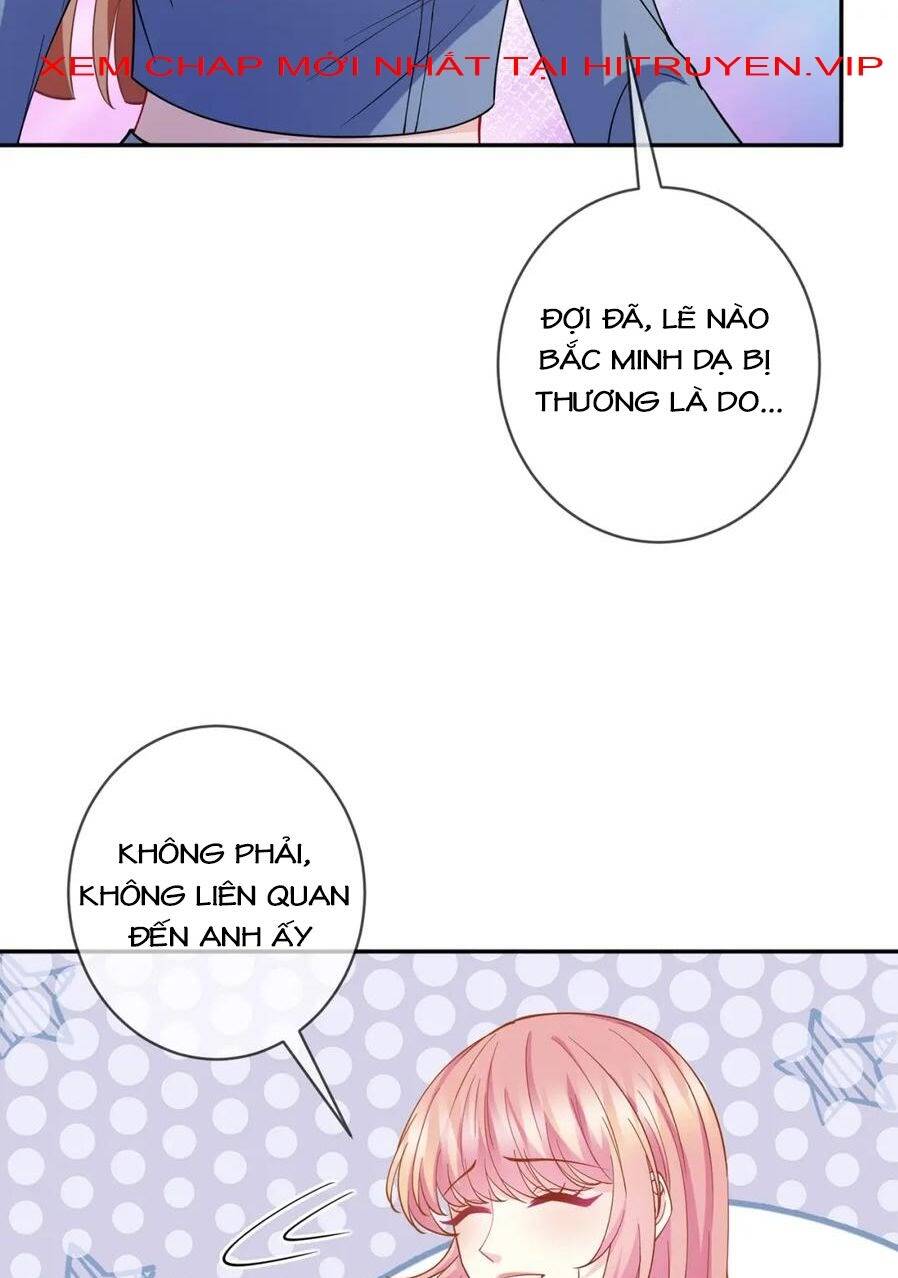 XEM CHAP MỚI NHẤT TẠI HITRUYEN.VIP
ĐỢI ĐÃ, LẼ NÀO
BẮC MINH DẠ BỊ
THƯƠNG LÀ DO...
KHÔNG PHẢI,
KHÔNG LIÊN QUAN
ĐẾN ANH ẤY